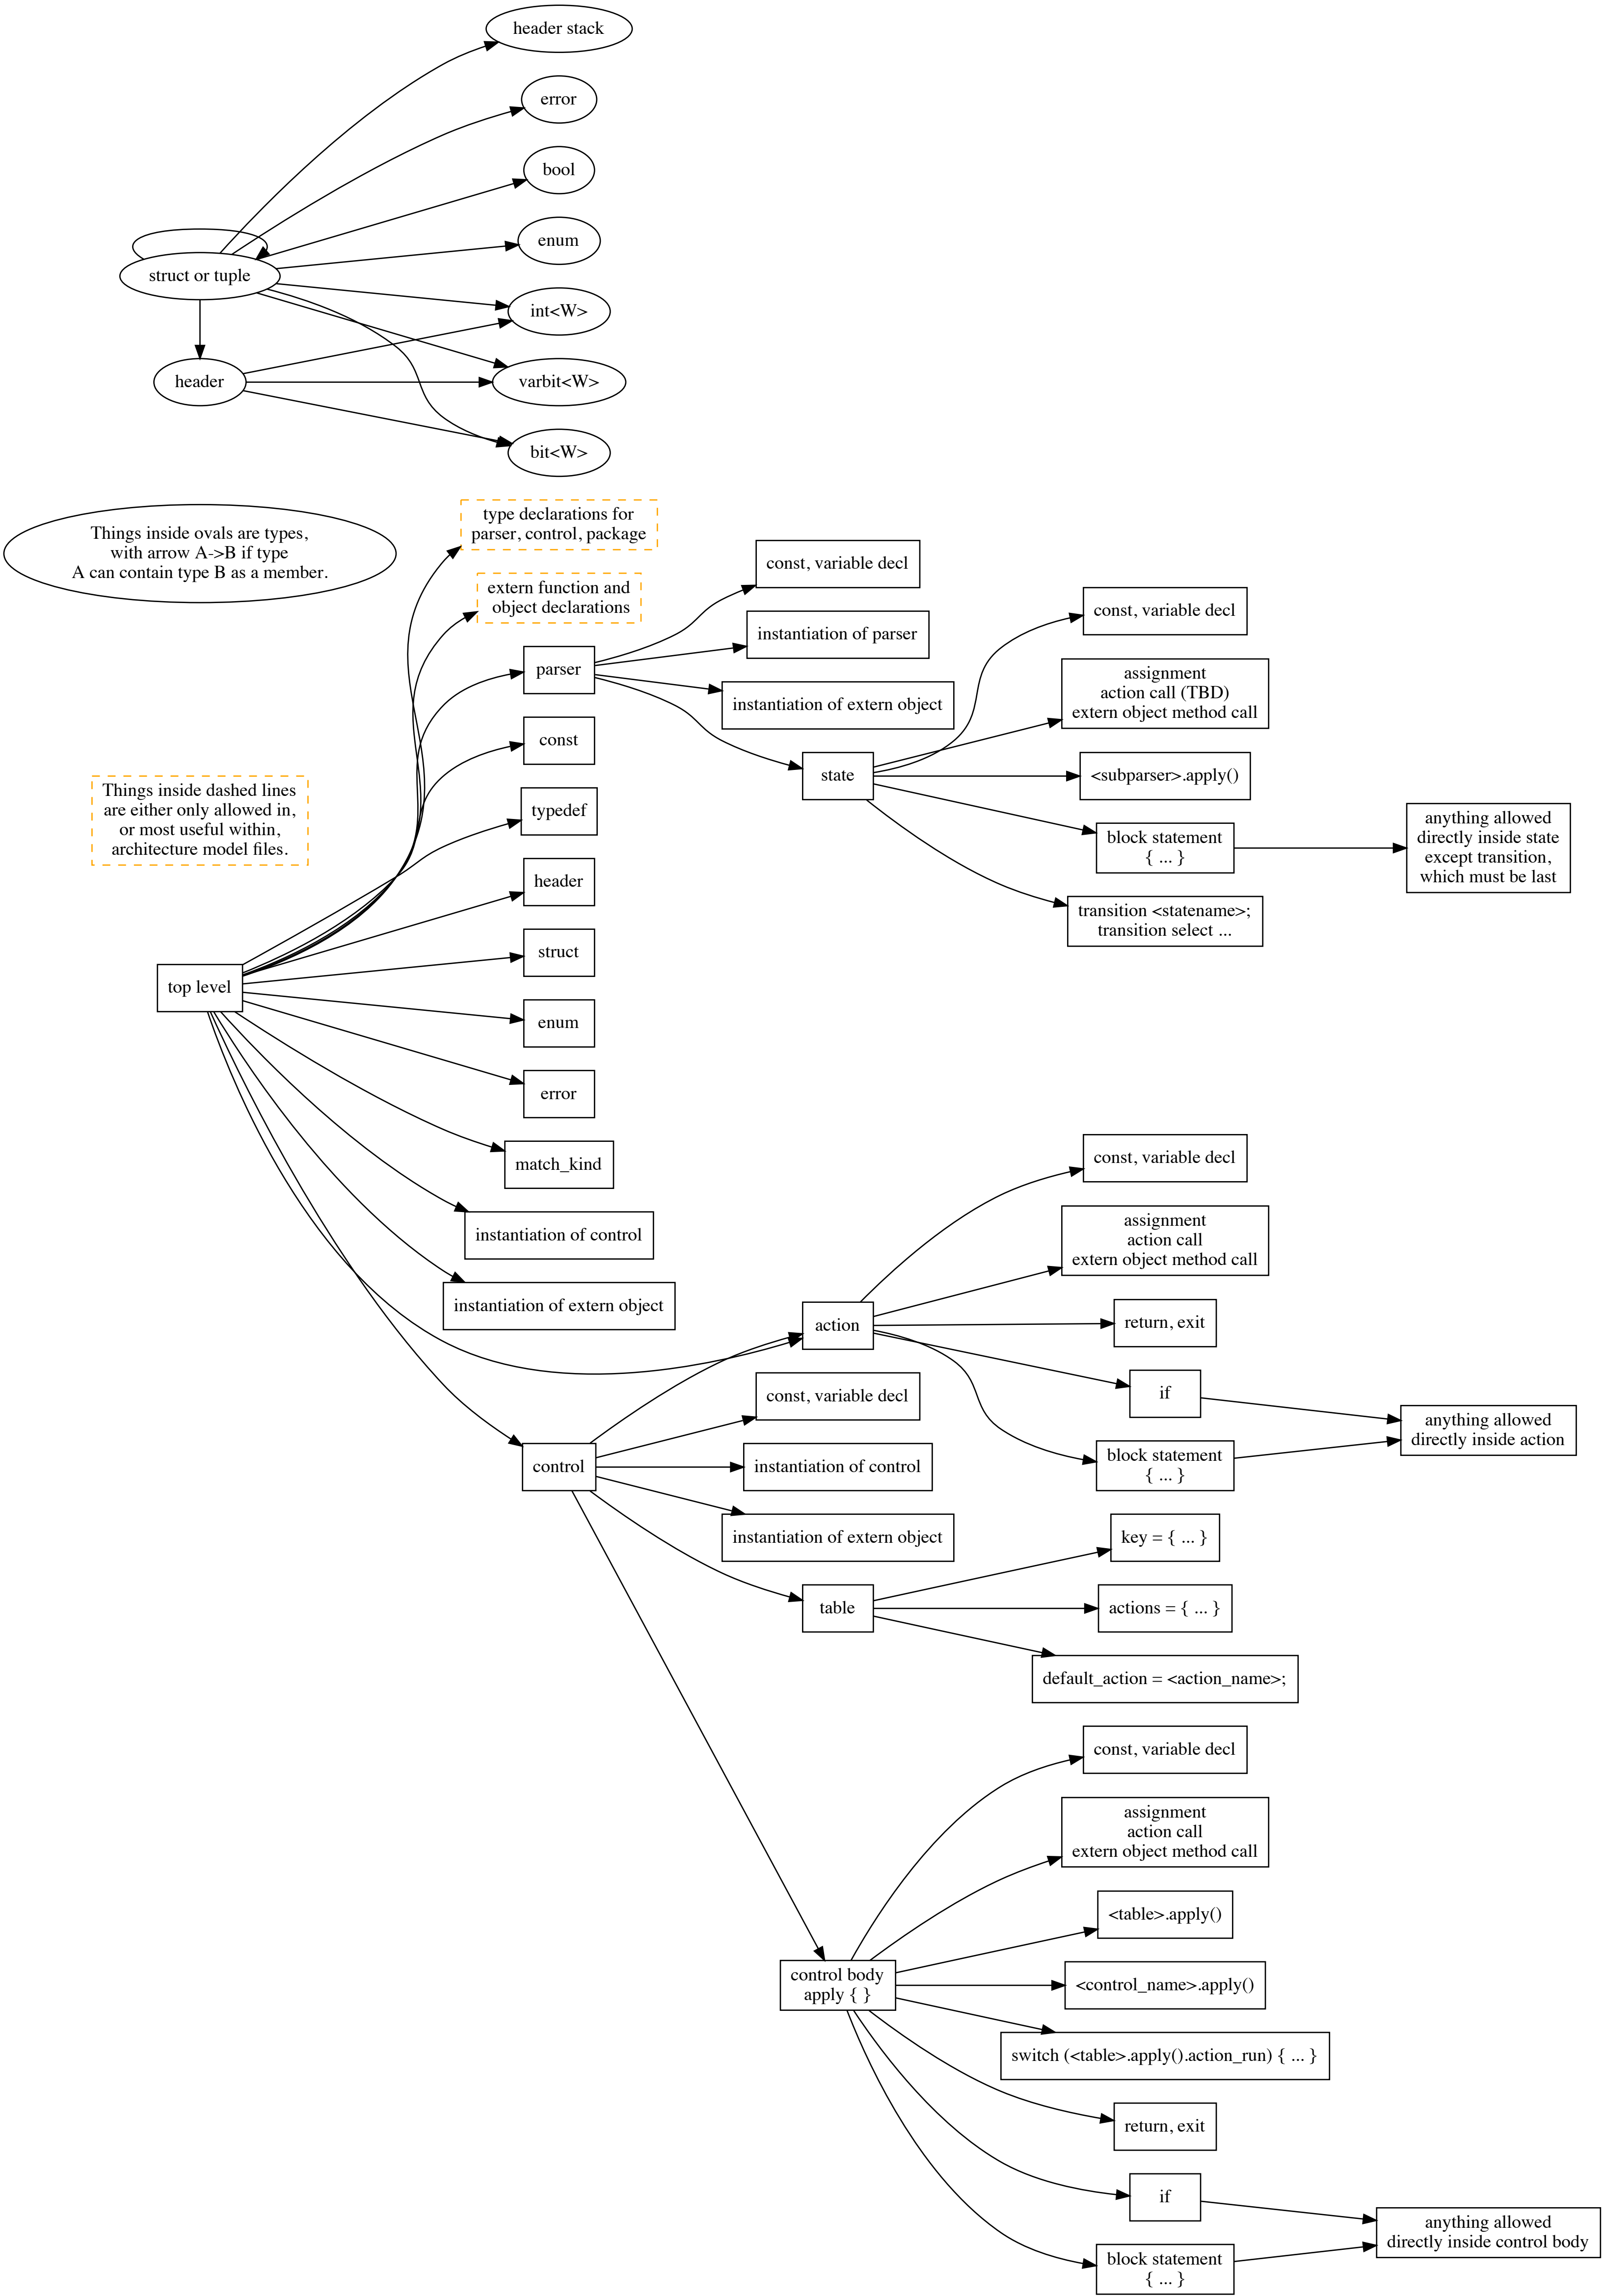 header stack
error
bool
enum
struct or tuple
int<W>
header
varbit<W>
bit<W>
Things inside ovals are types,
with arrow A->B if type
A can contain type B as a member.
type declarations for
parser, control, package
extern function and
object declarations
parser
const
typedef
header
struct
enum
error
match_kind
instantiation of control
instantiation of extern object
Things inside dashed lines
are either only allowed in,
or most useful within,
architecture model files.
top level
const, variable decl
instantiation of parser
instantiation of extern object
state
const, variable decl
assignment
action call (TBD)
extern object method call
<subparser>.apply()
block statement
{ ... }
transition <statename>;
transition select ...
anything allowed
directly inside state
except transition,
which must be last
control
action
const, variable decl
instantiation of control
instantiation of extern object
table
const, variable decl
assignment
action call
extern object method call
return, exit
if
block statement
{ ... }
anything allowed
directly inside action
key = { ... }
actions = { ... }
default_action = <action_name>;
control body
apply { }
const, variable decl
assignment
action call
extern object method call
<table>.apply()
<control_name>.apply()
switch (<table>.apply().action_run) { ... }
return, exit
if
block statement
{ ... }
anything allowed
directly inside control body